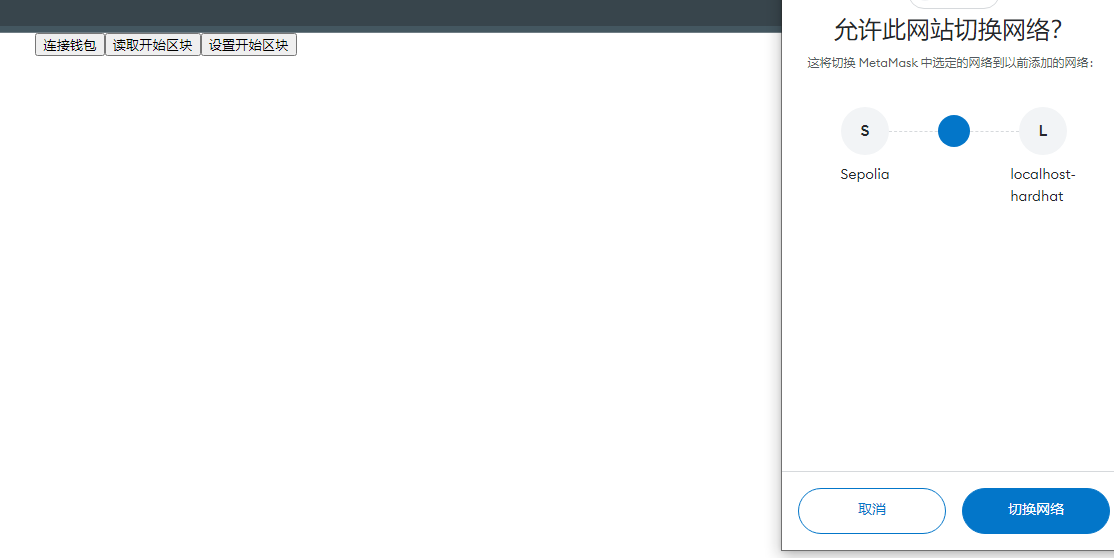 连接钱包 读取开始区块 设置开始区块
允许此网站切换网络?
这将切换 MetaMask 中选定的网络到以前添加的网络:
S L
Sepolia localhost-
hardhat
取消 切换网络